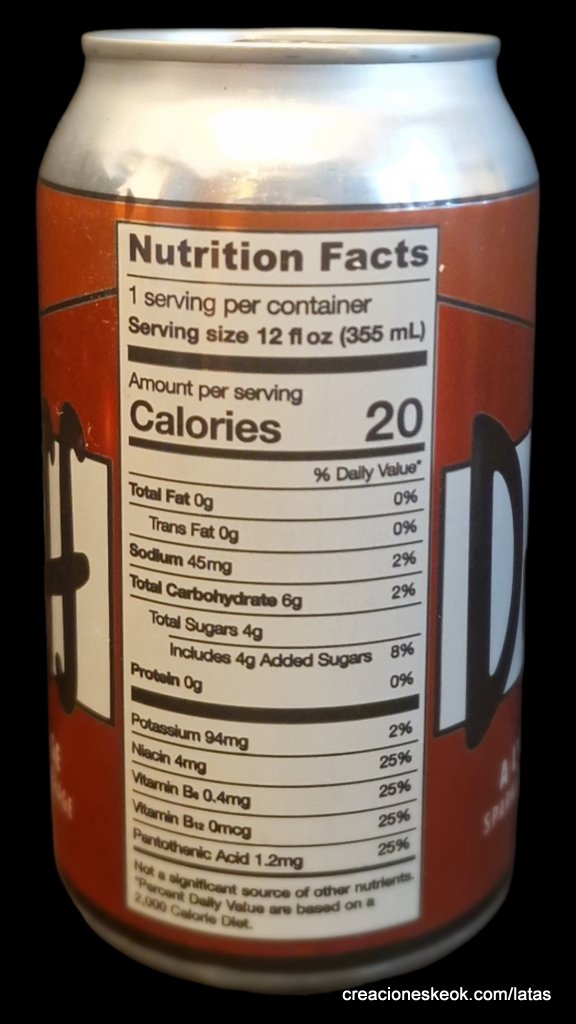 Nutrition Facts
1 serving per container
Serving size 12 fl oz (355 mL)
Amount per serving
Calories 20
% Daily Value*
Total Fat 0g 0%
Trans Fat 0g 0%
Sodium 45mg 2%
Total Carbohydrate 6g 2%
Total Sugars 4g
Includes 4g Added Sugars 8%
Protein 0g 0%
Potassium 94mg 2%
Niacin 4mg 25%
Vitamin B₆ 0.4mg 25%
Vitamin B₁₂ 0mcg 25%
Pantothenic Acid 1.2mg 25%
Not a significant source of other nutrients.
*Percent Daily Value are based on a
2,000 Calorie Diet.
D
creacioneskeok.com/latas